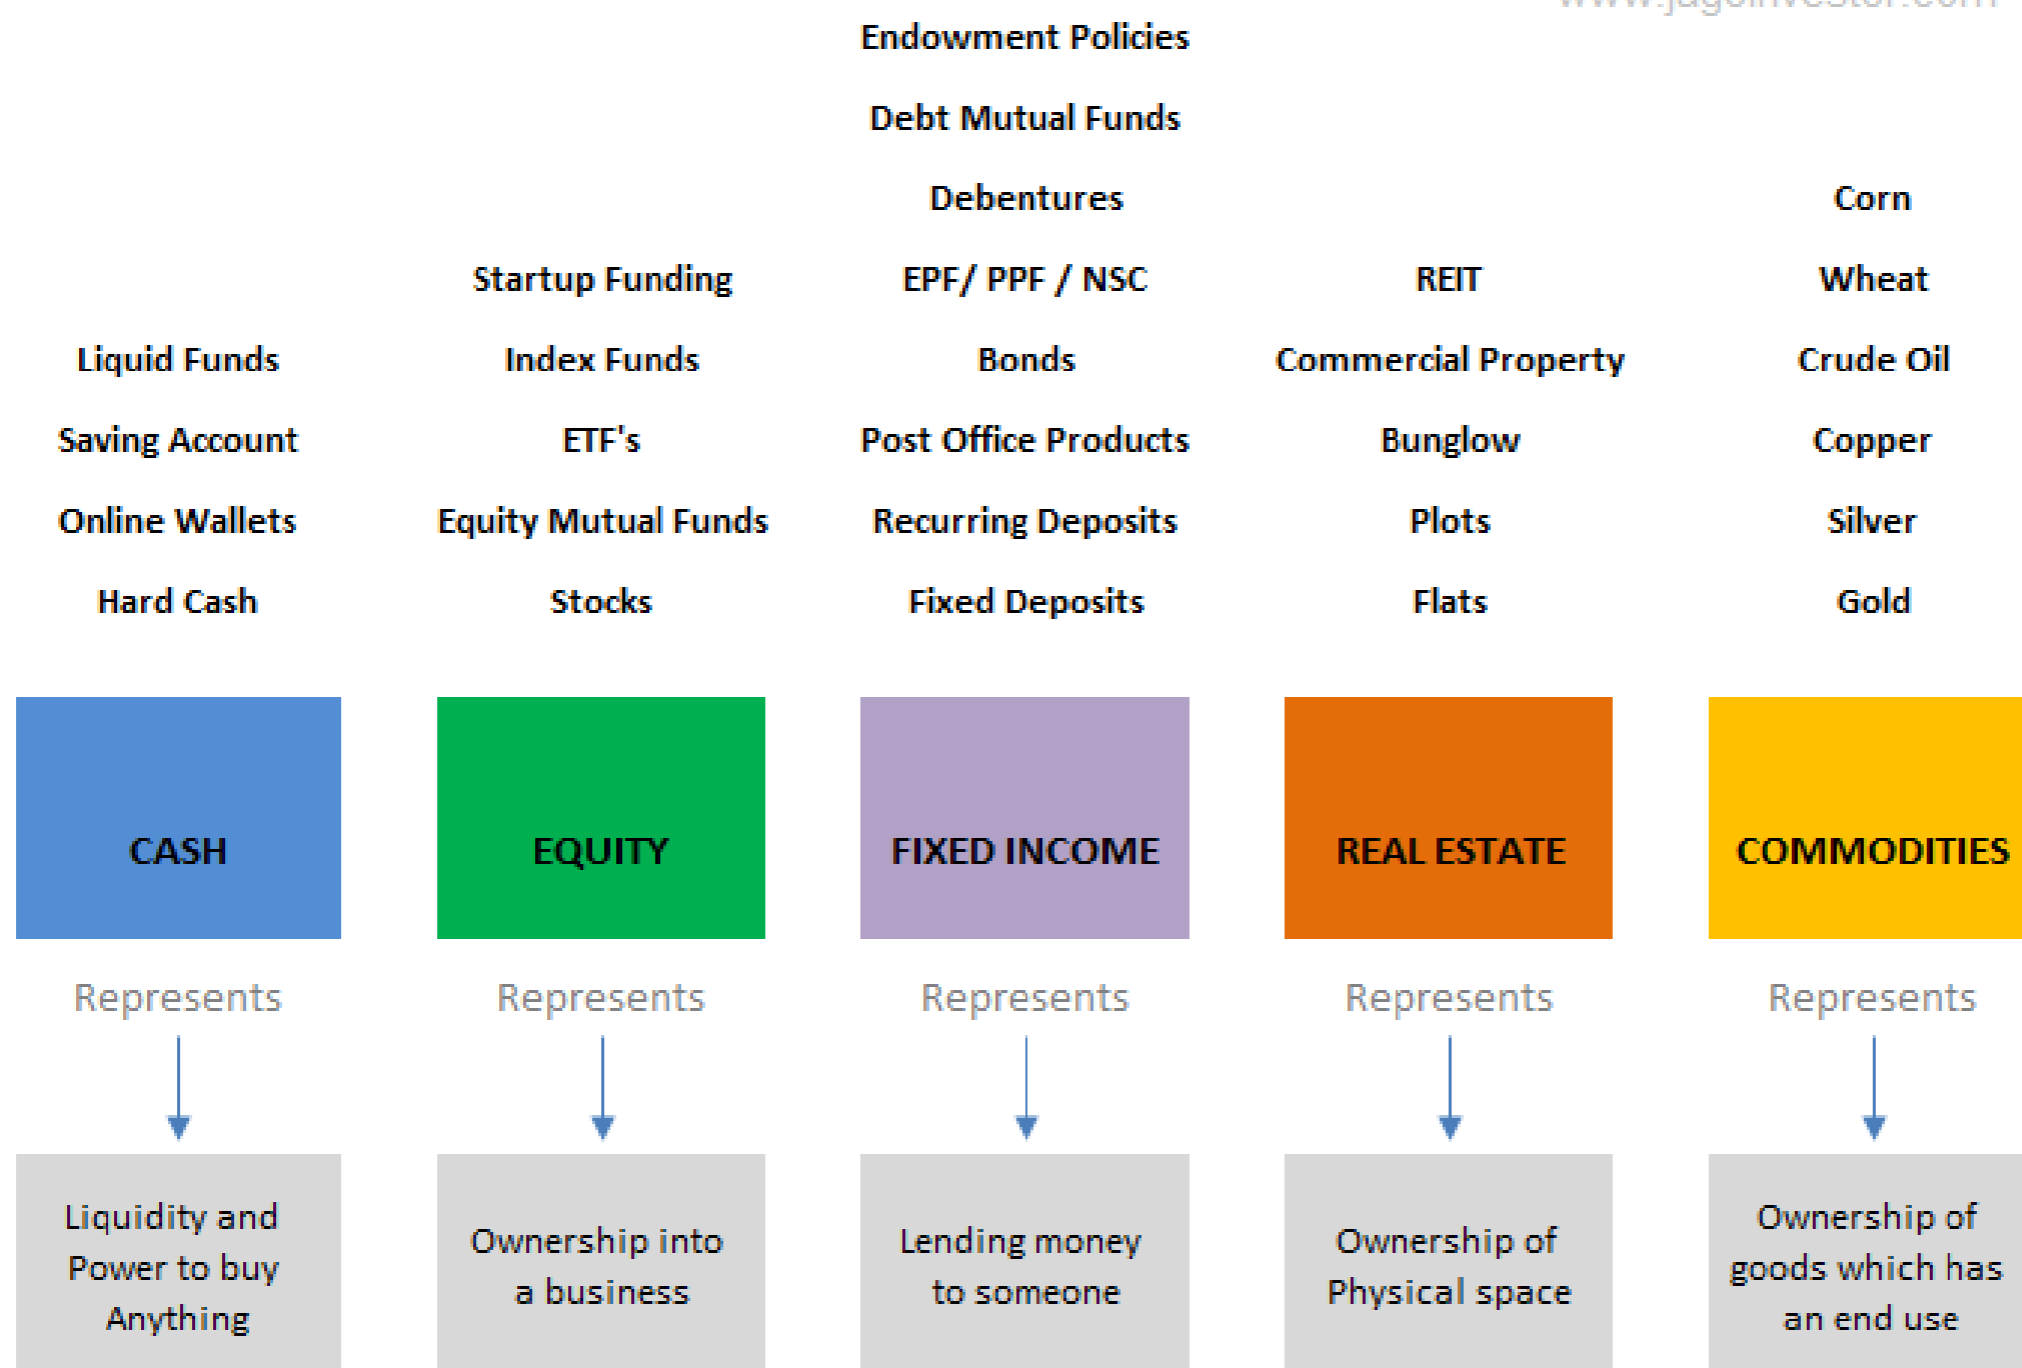 www.jagoinvestor.com
Endowment Policies
Debt Mutual Funds
Debentures
Corn
Startup Funding
EPF/ PPF / NSC
REIT
Wheat
Liquid Funds
Index Funds
Bonds
Commercial Property
Crude Oil
Saving Account
ETF's
Post Office Products
Bunglow
Copper
Online Wallets
Equity Mutual Funds
Recurring Deposits
Plots
Silver
Hard Cash
Stocks
Fixed Deposits
Flats
Gold
CASH
EQUITY
FIXED INCOME
REAL ESTATE
COMMODITIES
Represents
Represents
Represents
Represents
Represents
Liquidity and
Power to buy
Anything
Ownership into
a business
Lending money
to someone
Ownership of
Physical space
Ownership of
goods which has
an end use